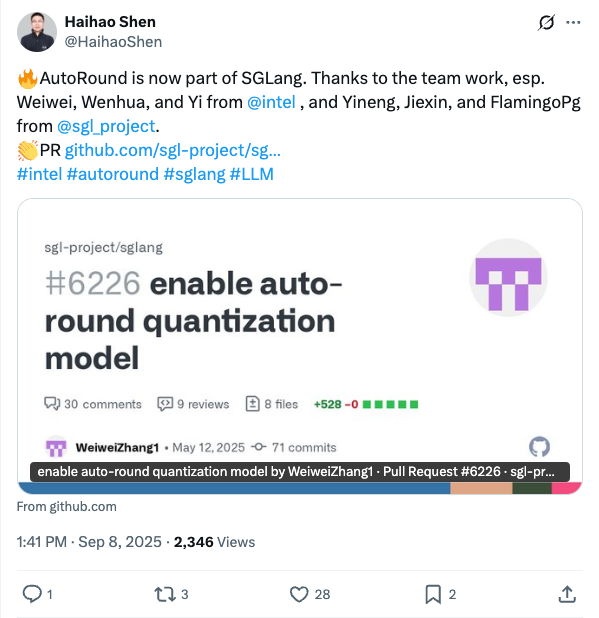 Haihao Shen
@HaihaoShen
🔥AutoRound is now part of SGLang. Thanks to the team work, esp.
Weiwei, Wenhua, and Yi from @intel , and Yineng, Jiexin, and FlamingoPg
from @sgl_project.
👏PR github.com/sgl-project/sg...
#intel #autoround #sglang #LLM
sgl-project/sglang
#6226 enable auto-
round quantization
model
30 comments 9 reviews 8 files +528 −0
WeiweiZhang1 • May 12, 2025 71 commits
enable auto-round quantization model by WeiweiZhang1 · Pull Request #6226 · sgl-pr...
From github.com
1:41 PM · Sep 8, 2025 · 2,346 Views
1 3 28 2